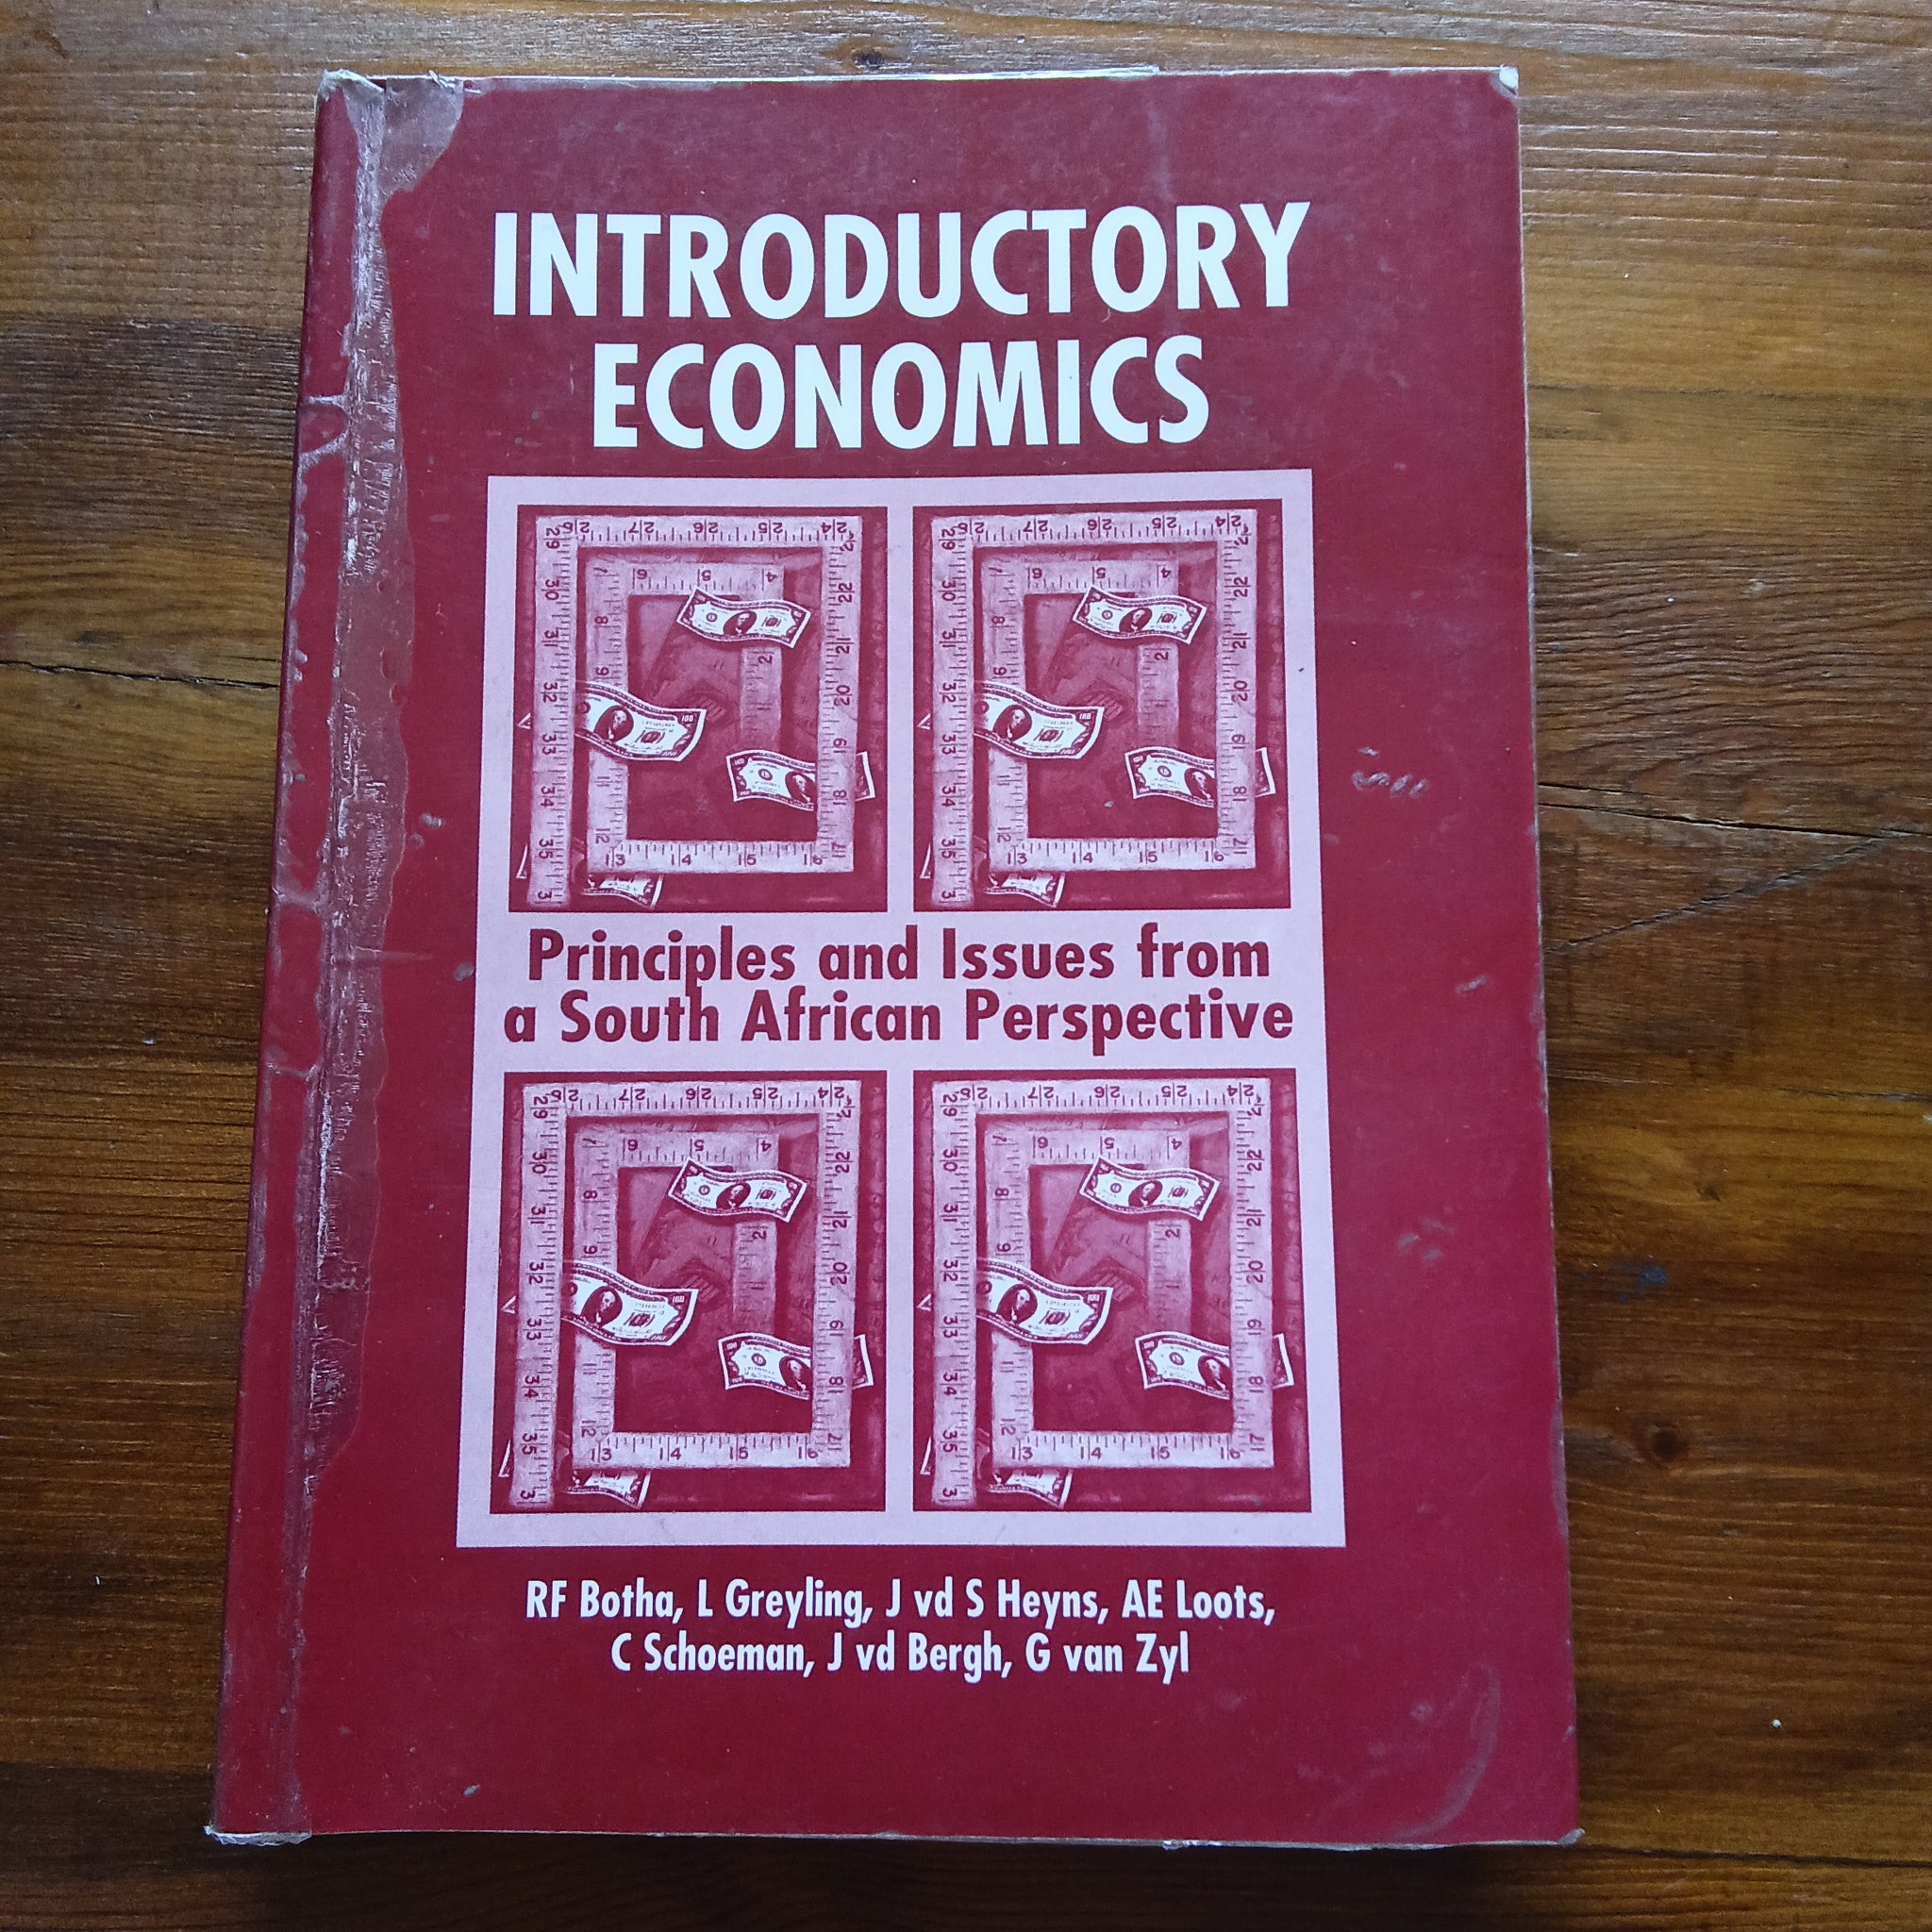 INTRODUCTORY
ECONOMICS
Principles and Issues from
a South African Perspective
RF Botha, L Greyling, J vd S Heyns, AE Loots,
C Schoeman, J vd Bergh, G van Zyl